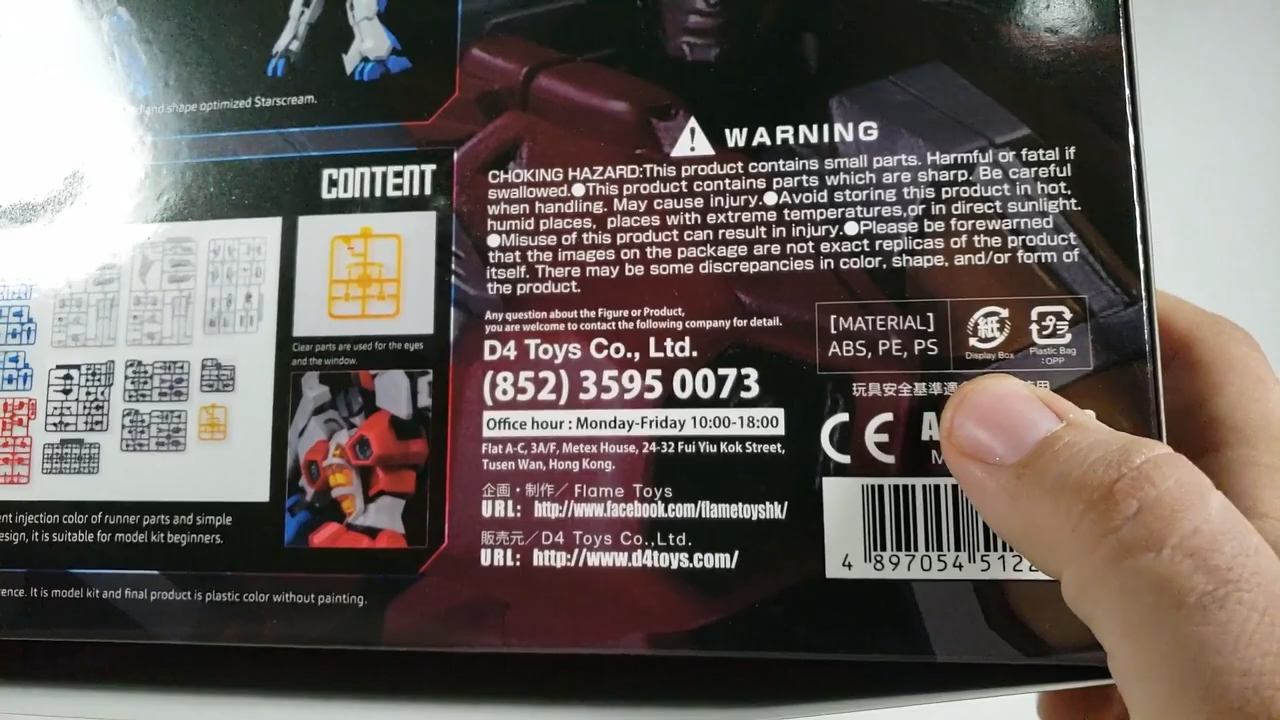 and shape optimized Starscream.
CONTENT
Clear parts are used for the eyes
and the window.
ent injection color of runner parts and simple
esign, it is suitable for model kit beginners.
ence. It is model kit and final product is plastic color without painting.
WARNING
CHOKING HAZARD:This product contains small parts. Harmful or fatal if
swallowed.●This product contains parts which are sharp. Be careful
when handling. May cause injury.●Avoid storing this product in hot,
humid places, places with extreme temperatures,or in direct sunlight.
●Misuse of this product can result in injury.●Please be forewarned
that the images on the package are not exact replicas of the product
itself. There may be some discrepancies in color, shape, and/or form of
the product.
Any question about the Figure or Product,
you are welcome to contact the following company for detail.
D4 Toys Co., Ltd.
(852) 3595 0073
Office hour : Monday-Friday 10:00-18:00
Flat A-C, 3A/F, Metex House, 24-32 Fui Yiu Kok Street,
Tusen Wan, Hong Kong.
企画・制作/ Flame Toys
URL: http://www.facebook.com/flametoyshk/
販売元/D4 Toys Co.,Ltd.
URL: http://www.d4toys.com/
[MATERIAL]
ABS, PE, PS
紙
Display Box
プラ
Plastic Bag
:OPP
玩具安全基準適
CE
4 897054 512